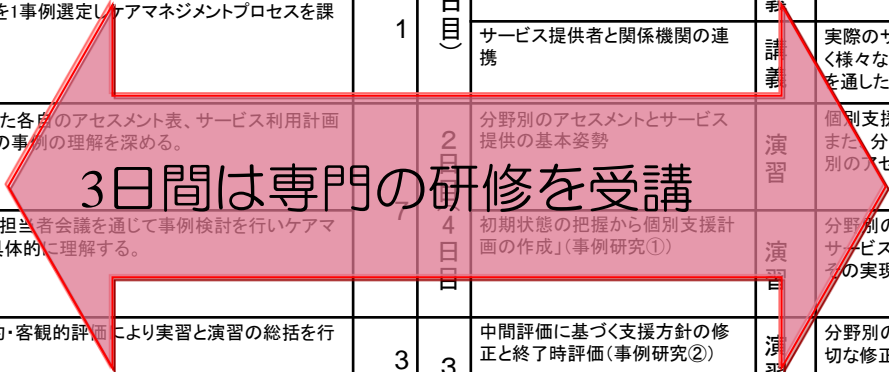 を1事例選定しケアマネジメントプロセスを課
1
日
目
）
サービス提供者と関係機関の連
携
講
義
実際のサ
く様々な
を通した
た各自のアセスメント表、サービス利用計画
の事例の理解を深める。
2
日
分野別のアセスメントとサービス
提供の基本姿勢
演
習
個別支援
また、分
別のアセ
3日間は専門の研修を受講
7
担当者会議を通じて事例検討を行いケアマ
具体的に理解する。
4
日
目
初期状態の把握から個別支援計
画の作成」（事例研究①）
演
習
分野別の
サービス
その実現
・客観的評価により実習と演習の総括を行
3
3
中間評価に基づく支援方針の修
正と終了時評価（事例研究②）
演
習
分野別の
切な修正